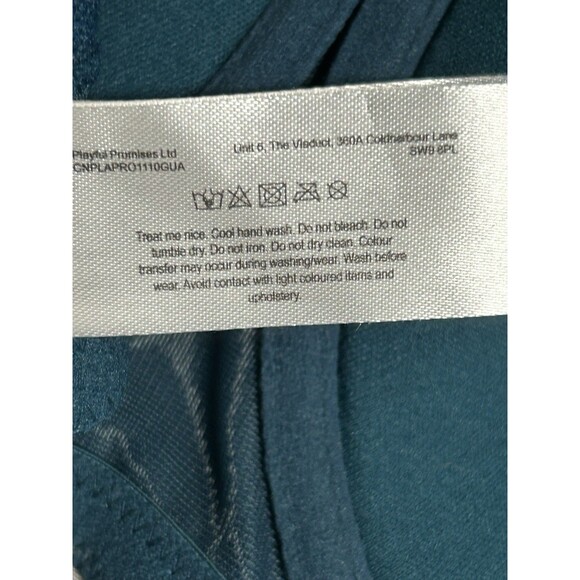 Playful Promises Ltd
CNPLAPRO1110GUA
Unit 6, The Viaduct, 360A Coldharbour Lane
SW9 8PL
Treat me nice. Cool hand wash. Do not bleach. Do not
tumble dry. Do not iron. Do not dry clean. Colour
transfer may occur during washing/wear. Wash before
wear. Avoid contact with light coloured items and
upholstery.